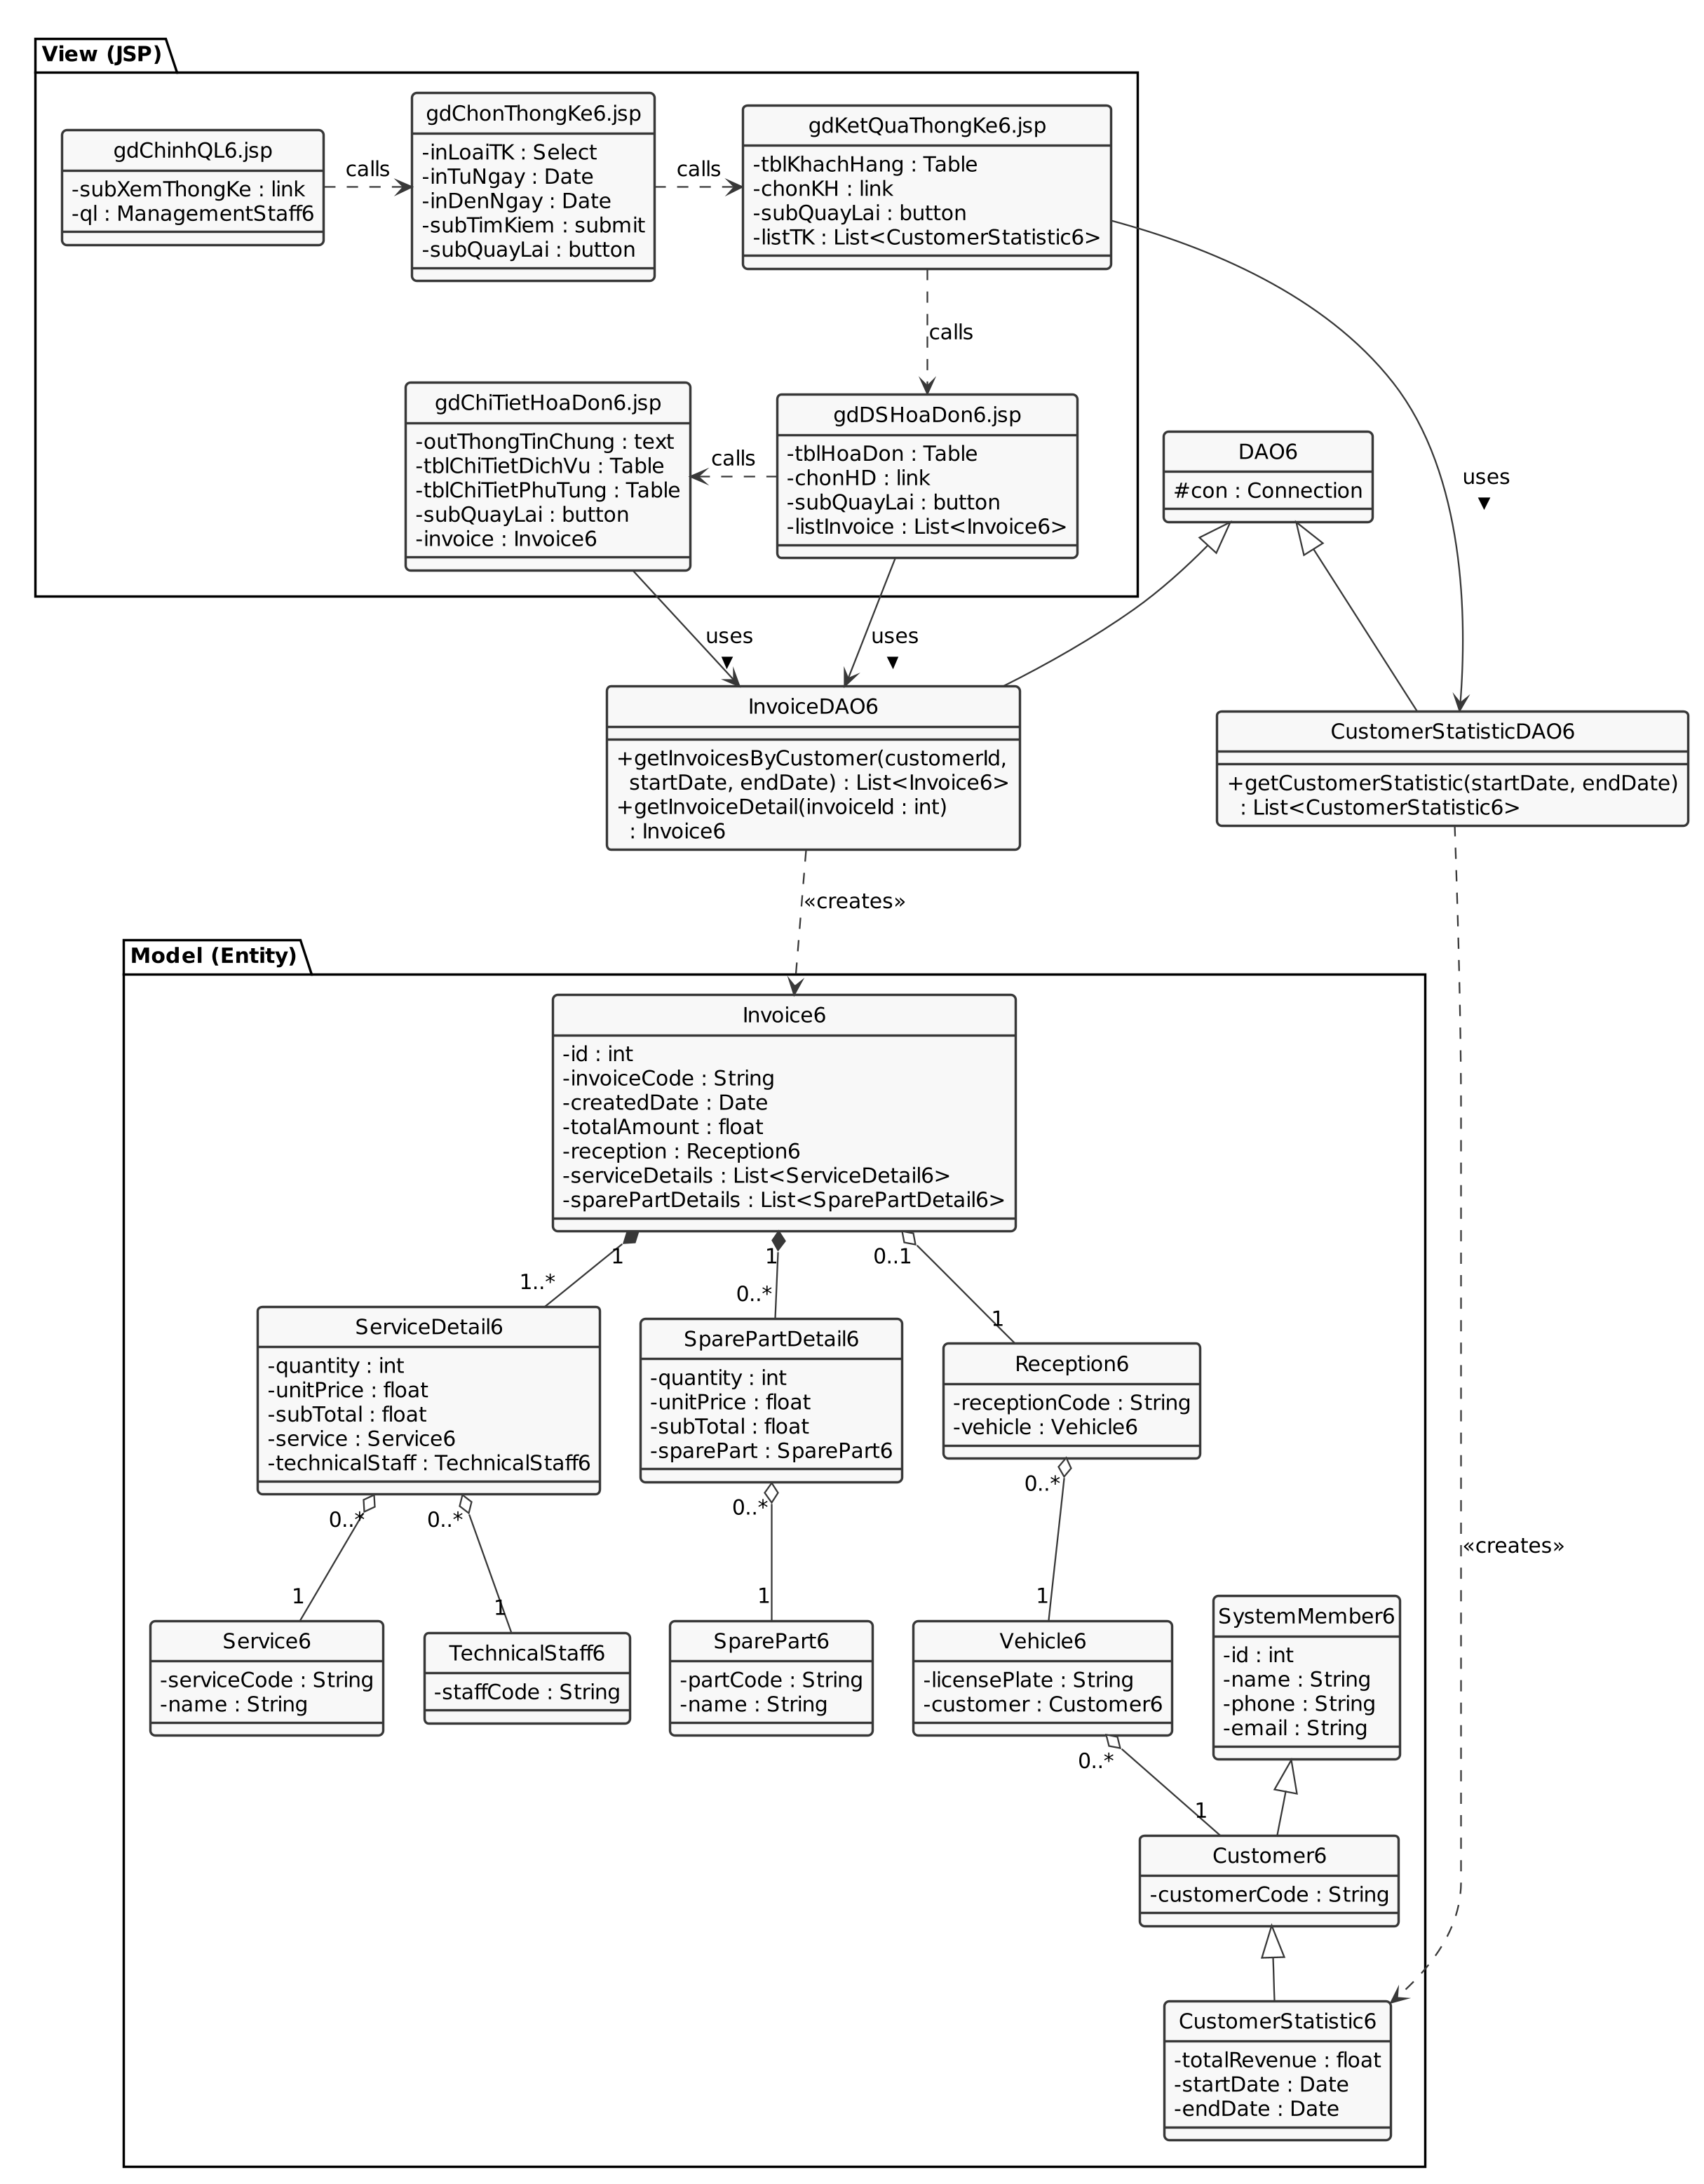 View (JSP)
gdChinhQL6.jsp
-subXemThongKe : link
-ql : ManagementStaff6
calls
gdChonThongKe6.jsp
-inLoaiTK : Select
-inTuNgay : Date
-inDenNgay : Date
-subTimKiem : submit
-subQuayLai : button
calls
gdKetQuaThongKe6.jsp
-tblKhachHang : Table
-chonKH : link
-subQuayLai : button
-listTK : List<CustomerStatistic6>
calls
gdChiTietHoaDon6.jsp
-outThongTinChung : text
-tblChiTietDichVu : Table
-tblChiTietPhuTung : Table
-subQuayLai : button
-invoice : Invoice6
calls
gdDSHoaDon6.jsp
-tblHoaDon : Table
-chonHD : link
-subQuayLai : button
-listInvoice : List<Invoice6>
DAO6
#con : Connection
uses
▼
uses
▼
uses
▼
InvoiceDAO6
+getInvoicesByCustomer(customerId,
startDate, endDate) : List<Invoice6>
+getInvoiceDetail(invoiceId : int)
: Invoice6
CustomerStatisticDAO6
+getCustomerStatistic(startDate, endDate)
: List<CustomerStatistic6>
«creates»
Model (Entity)
Invoice6
-id : int
-invoiceCode : String
-createdDate : Date
-totalAmount : float
-reception : Reception6
-serviceDetails : List<ServiceDetail6>
-sparePartDetails : List<SparePartDetail6>
1
1
0..1
1..*
0..*
1
ServiceDetail6
-quantity : int
-unitPrice : float
-subTotal : float
-service : Service6
-technicalStaff : TechnicalStaff6
SparePartDetail6
-quantity : int
-unitPrice : float
-subTotal : float
-sparePart : SparePart6
Reception6
-receptionCode : String
-vehicle : Vehicle6
0..*
0..*
0..*
0..*
«creates»
1
1
1
1
Service6
-serviceCode : String
-name : String
TechnicalStaff6
-staffCode : String
SparePart6
-partCode : String
-name : String
Vehicle6
-licensePlate : String
-customer : Customer6
SystemMember6
-id : int
-name : String
-phone : String
-email : String
0..*
1
Customer6
-customerCode : String
CustomerStatistic6
-totalRevenue : float
-startDate : Date
-endDate : Date